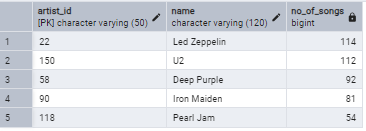 artist_id name no_of_songs
[PK] character varying (50) character varying (120) bigint
1 22 Led Zeppelin 114
2 150 U2 112
3 58 Deep Purple 92
4 90 Iron Maiden 81
5 118 Pearl Jam 54